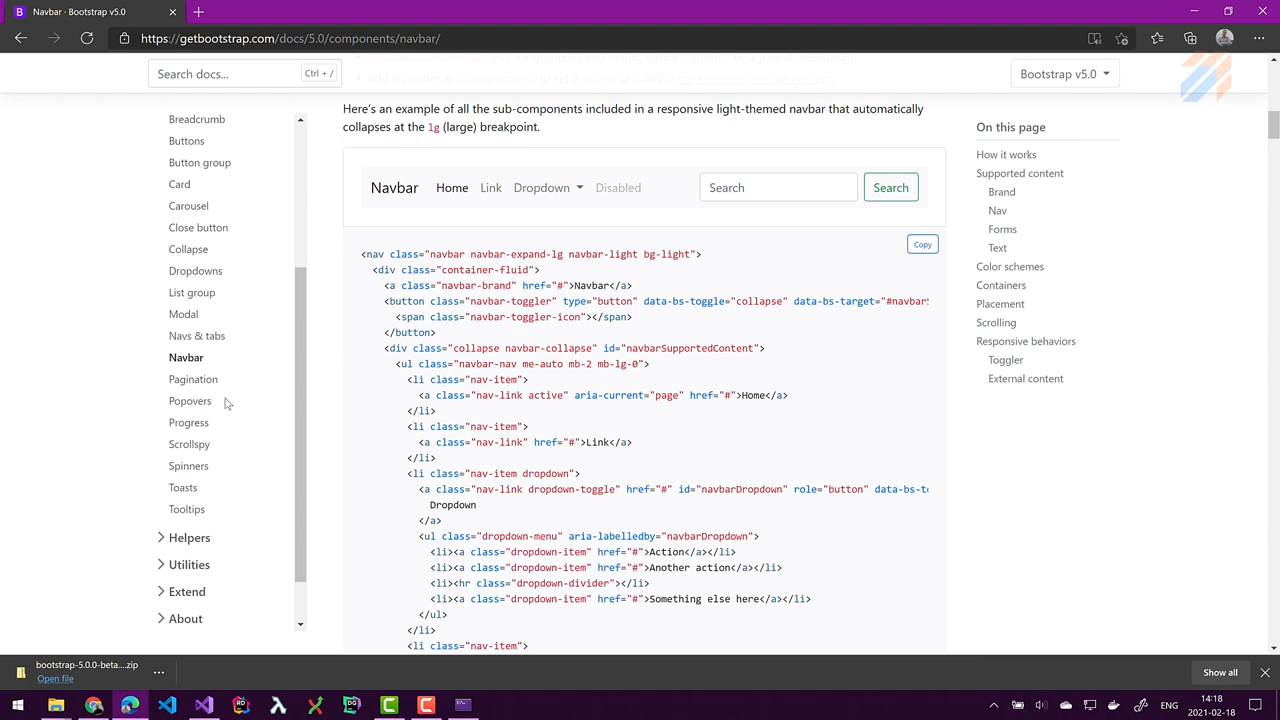 Navbar · Bootstrap v5.0
https://getbootstrap.com/docs/5.0/components/navbar/
Search docs...
Ctrl + /
Bootstrap v5.0
Breadcrumb
Buttons
Button group
Card
Carousel
Close button
Collapse
Dropdowns
List group
Modal
Navs & tabs
Navbar
Pagination
Popovers
Progress
Scrollspy
Spinners
Toasts
Tooltips
Helpers
Utilities
Extend
About
Here's an example of all the sub-components included in a responsive light-themed navbar that automatically
collapses at the lg (large) breakpoint.
Navbar Home Link Dropdown Disabled
Search
Search
Copy
<nav class="navbar navbar-expand-lg navbar-light bg-light">
<div class="container-fluid">
<a class="navbar-brand" href="#">Navbar</a>
<button class="navbar-toggler" type="button" data-bs-toggle="collapse" data-bs-target="#navbarS
<span class="navbar-toggler-icon"></span>
</button>
<div class="collapse navbar-collapse" id="navbarSupportedContent">
<ul class="navbar-nav me-auto mb-2 mb-lg-0">
<li class="nav-item">
<a class="nav-link active" aria-current="page" href="#">Home</a>
</li>
<li class="nav-item">
<a class="nav-link" href="#">Link</a>
</li>
<li class="nav-item dropdown">
<a class="nav-link dropdown-toggle" href="#" id="navbarDropdown" role="button" data-bs-to
Dropdown
</a>
<ul class="dropdown-menu" aria-labelledby="navbarDropdown">
<li><a class="dropdown-item" href="#">Action</a></li>
<li><a class="dropdown-item" href="#">Another action</a></li>
<li><hr class="dropdown-divider"></li>
<li><a class="dropdown-item" href="#">Something else here</a></li>
</ul>
</li>
<li class="nav-item">
On this page
How it works
Supported content
Brand
Nav
Forms
Text
Color schemes
Containers
Placement
Scrolling
Responsive behaviors
Toggler
External content
bootstrap-5.0.0-beta....zip
Open file
Show all
ENG
14:18
2021-02-18